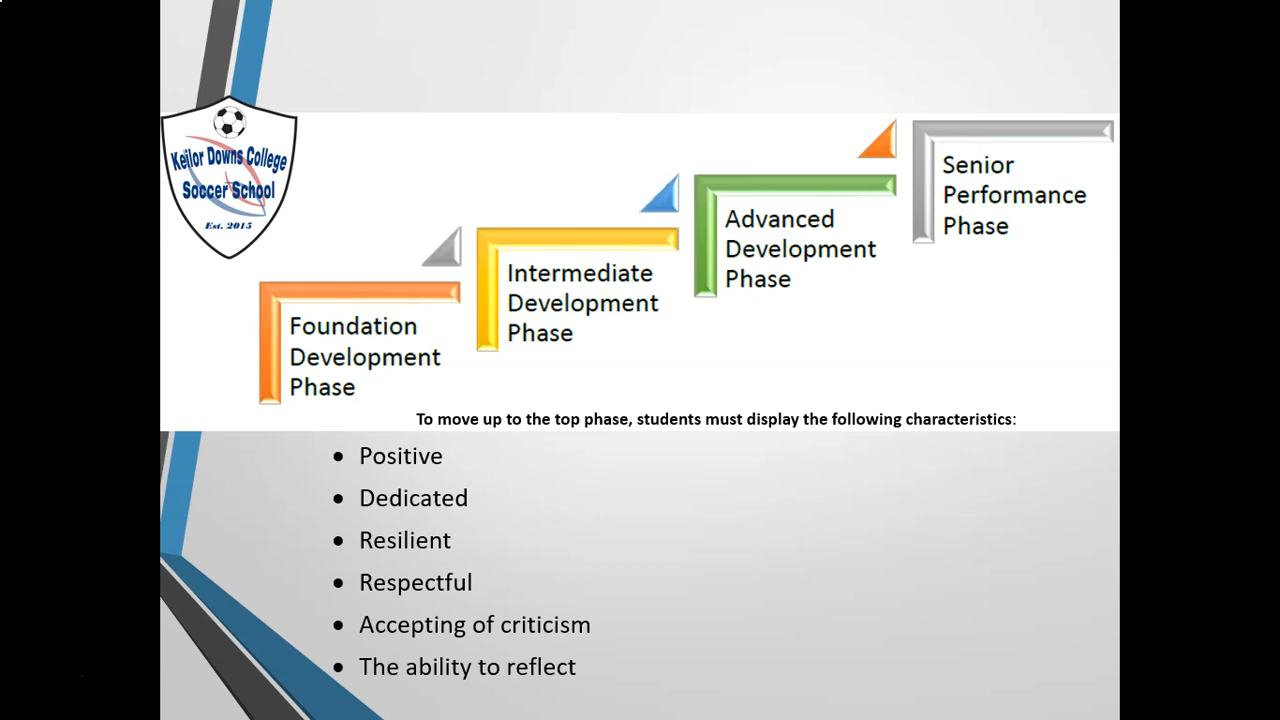 Keilor Downs College
Soccer School
Est. 2015
Foundation
Development
Phase
Intermediate
Development
Phase
Advanced
Development
Phase
Senior
Performance
Phase
To move up to the top phase, students must display the following characteristics:
• Positive
• Dedicated
• Resilient
• Respectful
• Accepting of criticism
• The ability to reflect